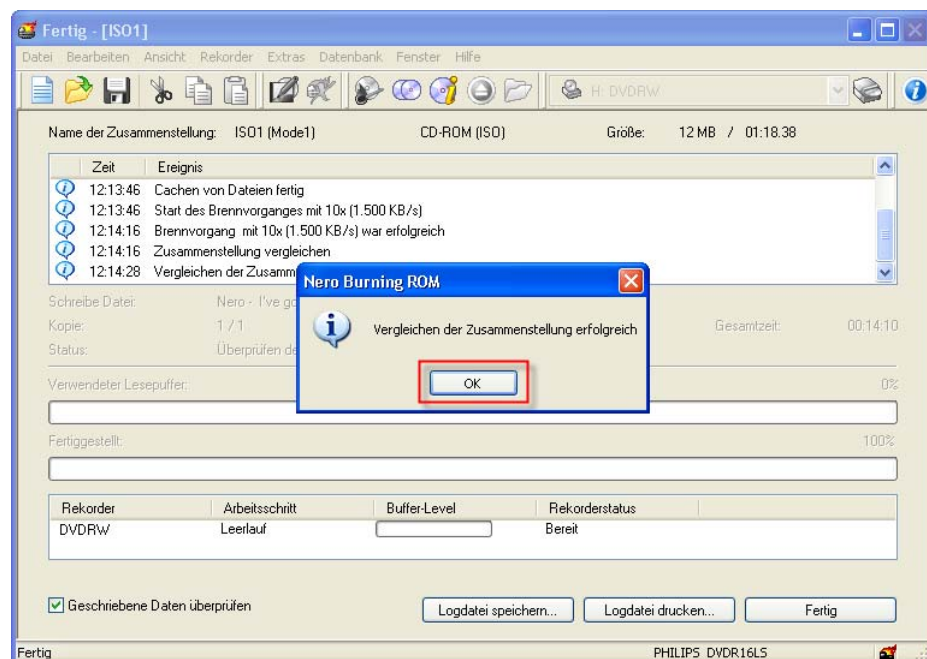 Fertig - [ISO1]
Datei Bearbeiten Ansicht Rekorder Extras Datenbank Fenster Hilfe
H: DVDRW
Name der Zusammenstellung: ISO1 (Mode1) CD-ROM (ISO) Größe: 12 MB / 01:18.38
Zeit Ereignis
12:13:46 Cachen von Dateien fertig
12:13:46 Start des Brennvorganges mit 10x (1.500 KB/s)
12:14:16 Brennvorgang mit 10x (1.500 KB/s) war erfolgreich
12:14:16 Zusammenstellung vergleichen
12:14:28 Vergleichen der Zusamm
Nero Burning ROM
Vergleichen der Zusammenstellung erfolgreich
OK
Schreibe Datei: Nero - I've go
Kopie: 1 / 1 Gesamtzeit: 00:14:10
Status: Überprüfen de
Verwendeter Lesepuffer: 0%
Fertiggestellt: 100%
Rekorder Arbeitsschritt Buffer-Level Rekorderstatus
DVDRW Leerlauf Bereit
Geschriebene Daten überprüfen Logdatei speichern... Logdatei drucken... Fertig
Fertig PHILIPS DVDR16LS